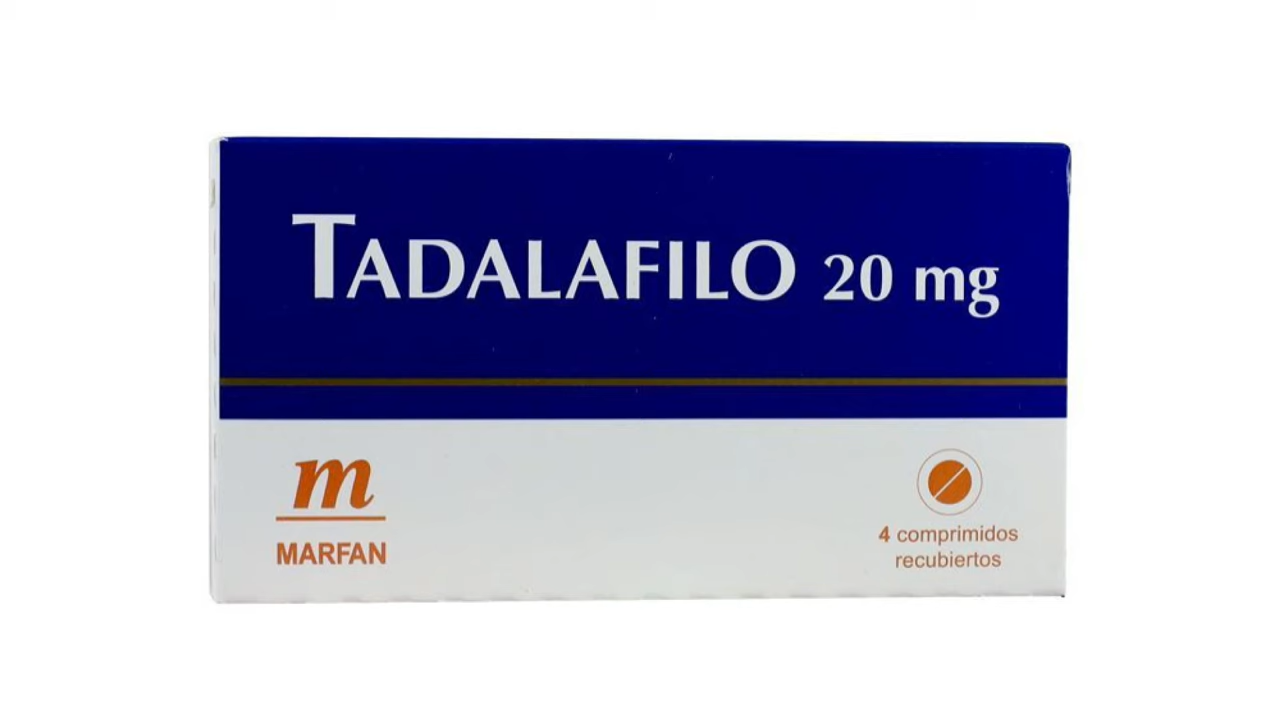 TADALAFILO 20 mg
m
MARFAN
4 comprimidos
recubiertos